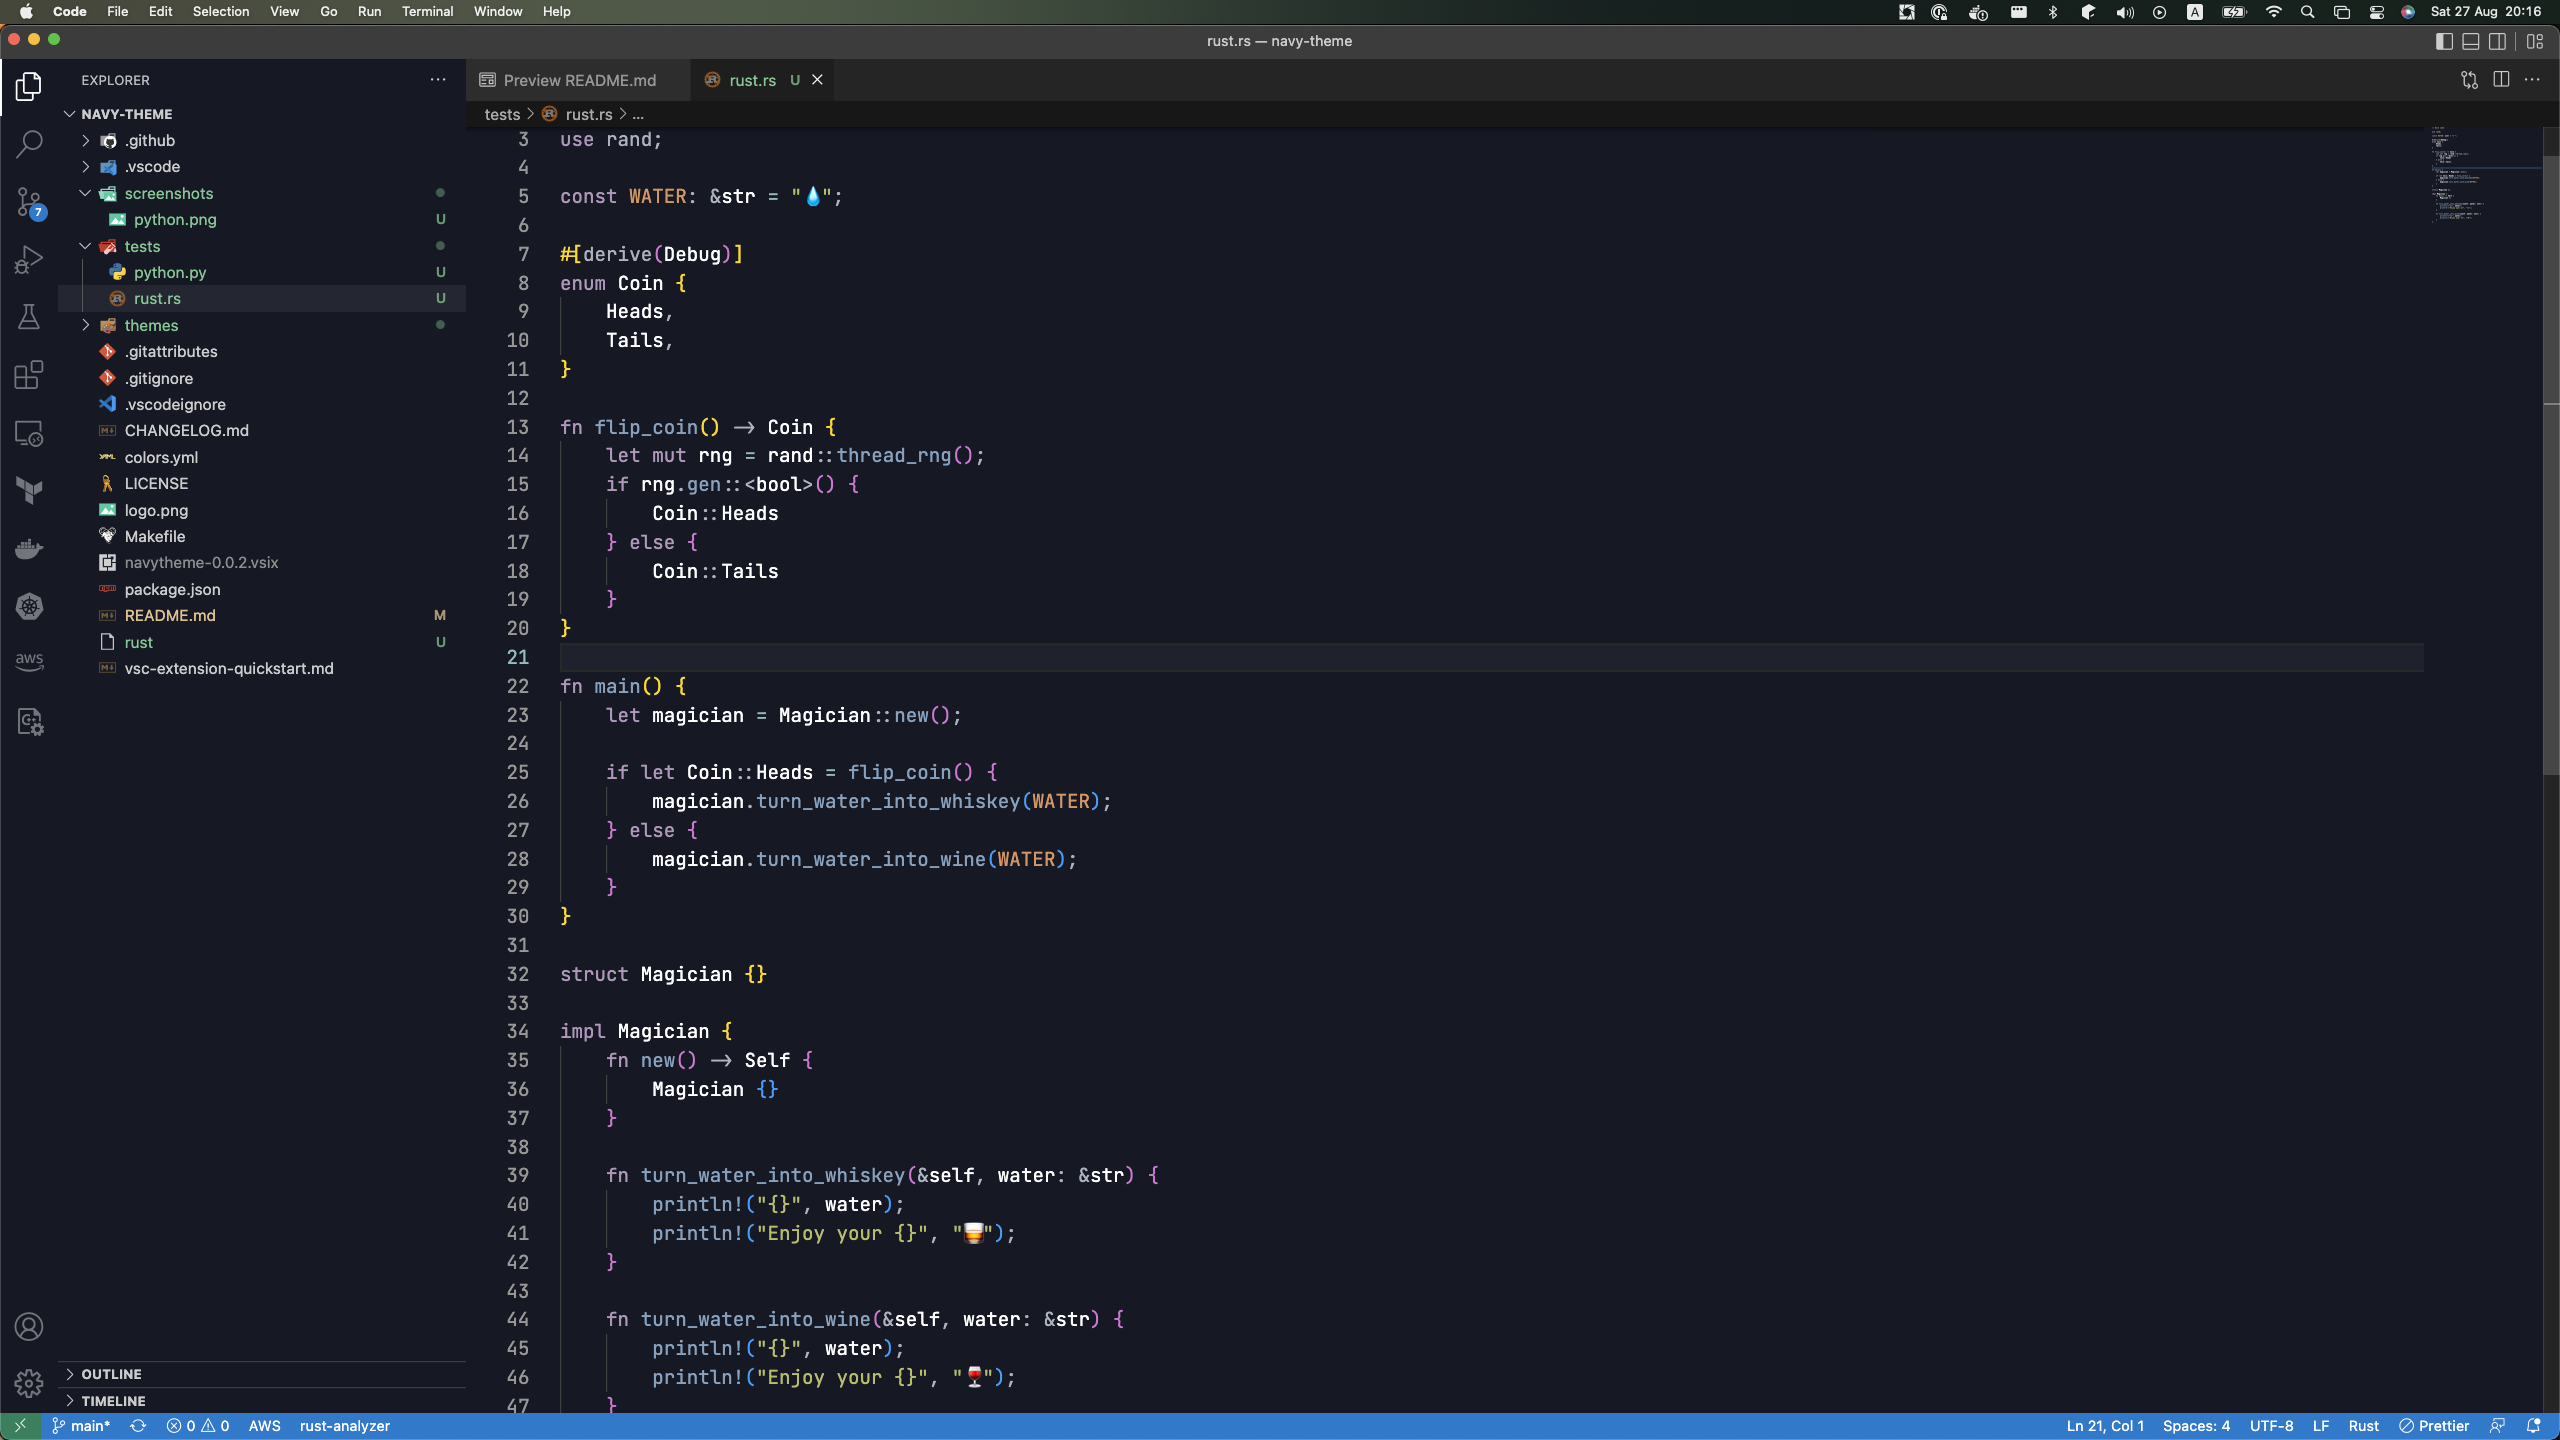 Code File Edit Selection View Go Run Terminal Window Help
A
Sat 27 Aug 20:16
rust.rs — navy-theme
EXPLORER
Preview README.md
rust.rs U
tests > rust.rs > ...
NAVY-THEME
.github
.vscode
screenshots
python.png U
tests
python.py U
rust.rs U
themes
.gitattributes
.gitignore
.vscodeignore
CHANGELOG.md
colors.yml
LICENSE
logo.png
Makefile
navytheme-0.0.2.vsix
package.json
README.md M
rust U
vsc-extension-quickstart.md
7
aws
OUTLINE
TIMELINE
3 use rand;
4
5 const WATER: &str = "💧";
6
7 #[derive(Debug)]
8 enum Coin {
9 Heads,
10 Tails,
11 }
12
13 fn flip_coin() -> Coin {
14 let mut rng = rand::thread_rng();
15 if rng.gen::<bool>() {
16 Coin::Heads
17 } else {
18 Coin::Tails
19 }
20 }
21
22 fn main() {
23 let magician = Magician::new();
24
25 if let Coin::Heads = flip_coin() {
26 magician.turn_water_into_whiskey(WATER);
27 } else {
28 magician.turn_water_into_wine(WATER);
29 }
30 }
31
32 struct Magician {}
33
34 impl Magician {
35 fn new() -> Self {
36 Magician {}
37 }
38
39 fn turn_water_into_whiskey(&self, water: &str) {
40 println!("{}", water);
41 println!("Enjoy your {}", "🥃");
42 }
43
44 fn turn_water_into_wine(&self, water: &str) {
45 println!("{}", water);
46 println!("Enjoy your {}", "🍷");
47 }
main* 0 0 AWS rust-analyzer
Ln 21, Col 1 Spaces: 4 UTF-8 LF Rust Prettier